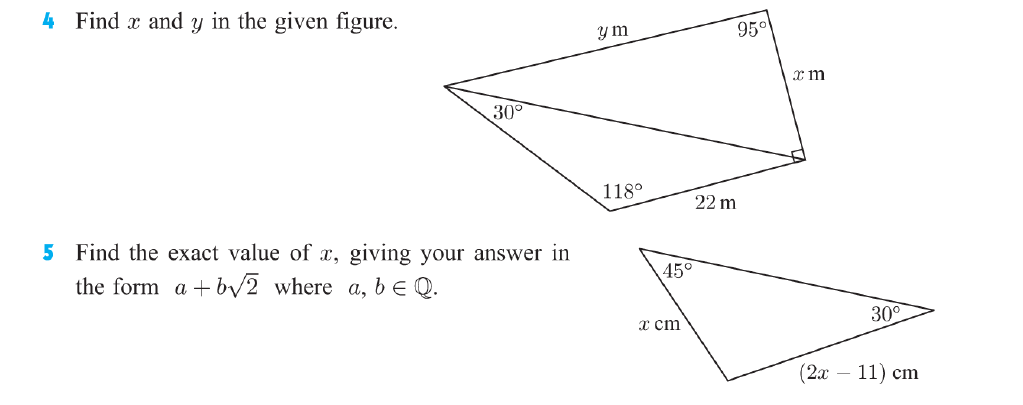 4 Find x and y in the given figure.
y m
95°
x m
30°
118°
22 m
5 Find the exact value of x, giving your answer in
the form a + b√2 where a, b ∈ ℚ.
45°
30°
x cm
(2x − 11) cm